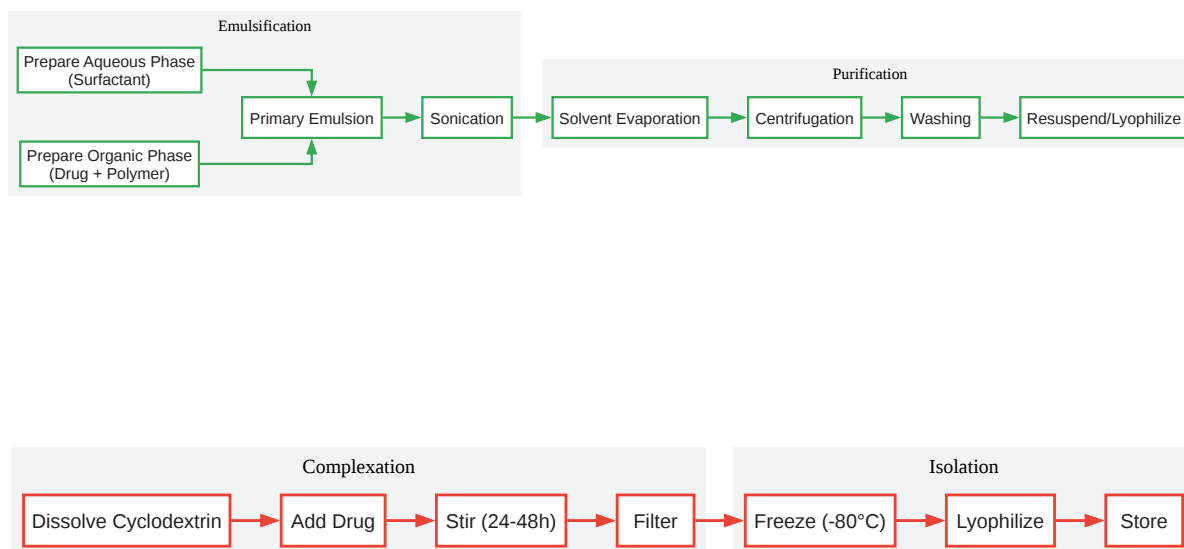 Emulsification
Prepare Aqueous Phase
(Surfactant)
Prepare Organic Phase
(Drug + Polymer)
Primary Emulsion
Sonication
Purification
Solvent Evaporation
Centrifugation
Washing
Resuspend/Lyophilize
Complexation
Dissolve Cyclodextrin
Add Drug
Stir (24-48h)
Filter
Isolation
Freeze (-80°C)
Lyophilize
Store